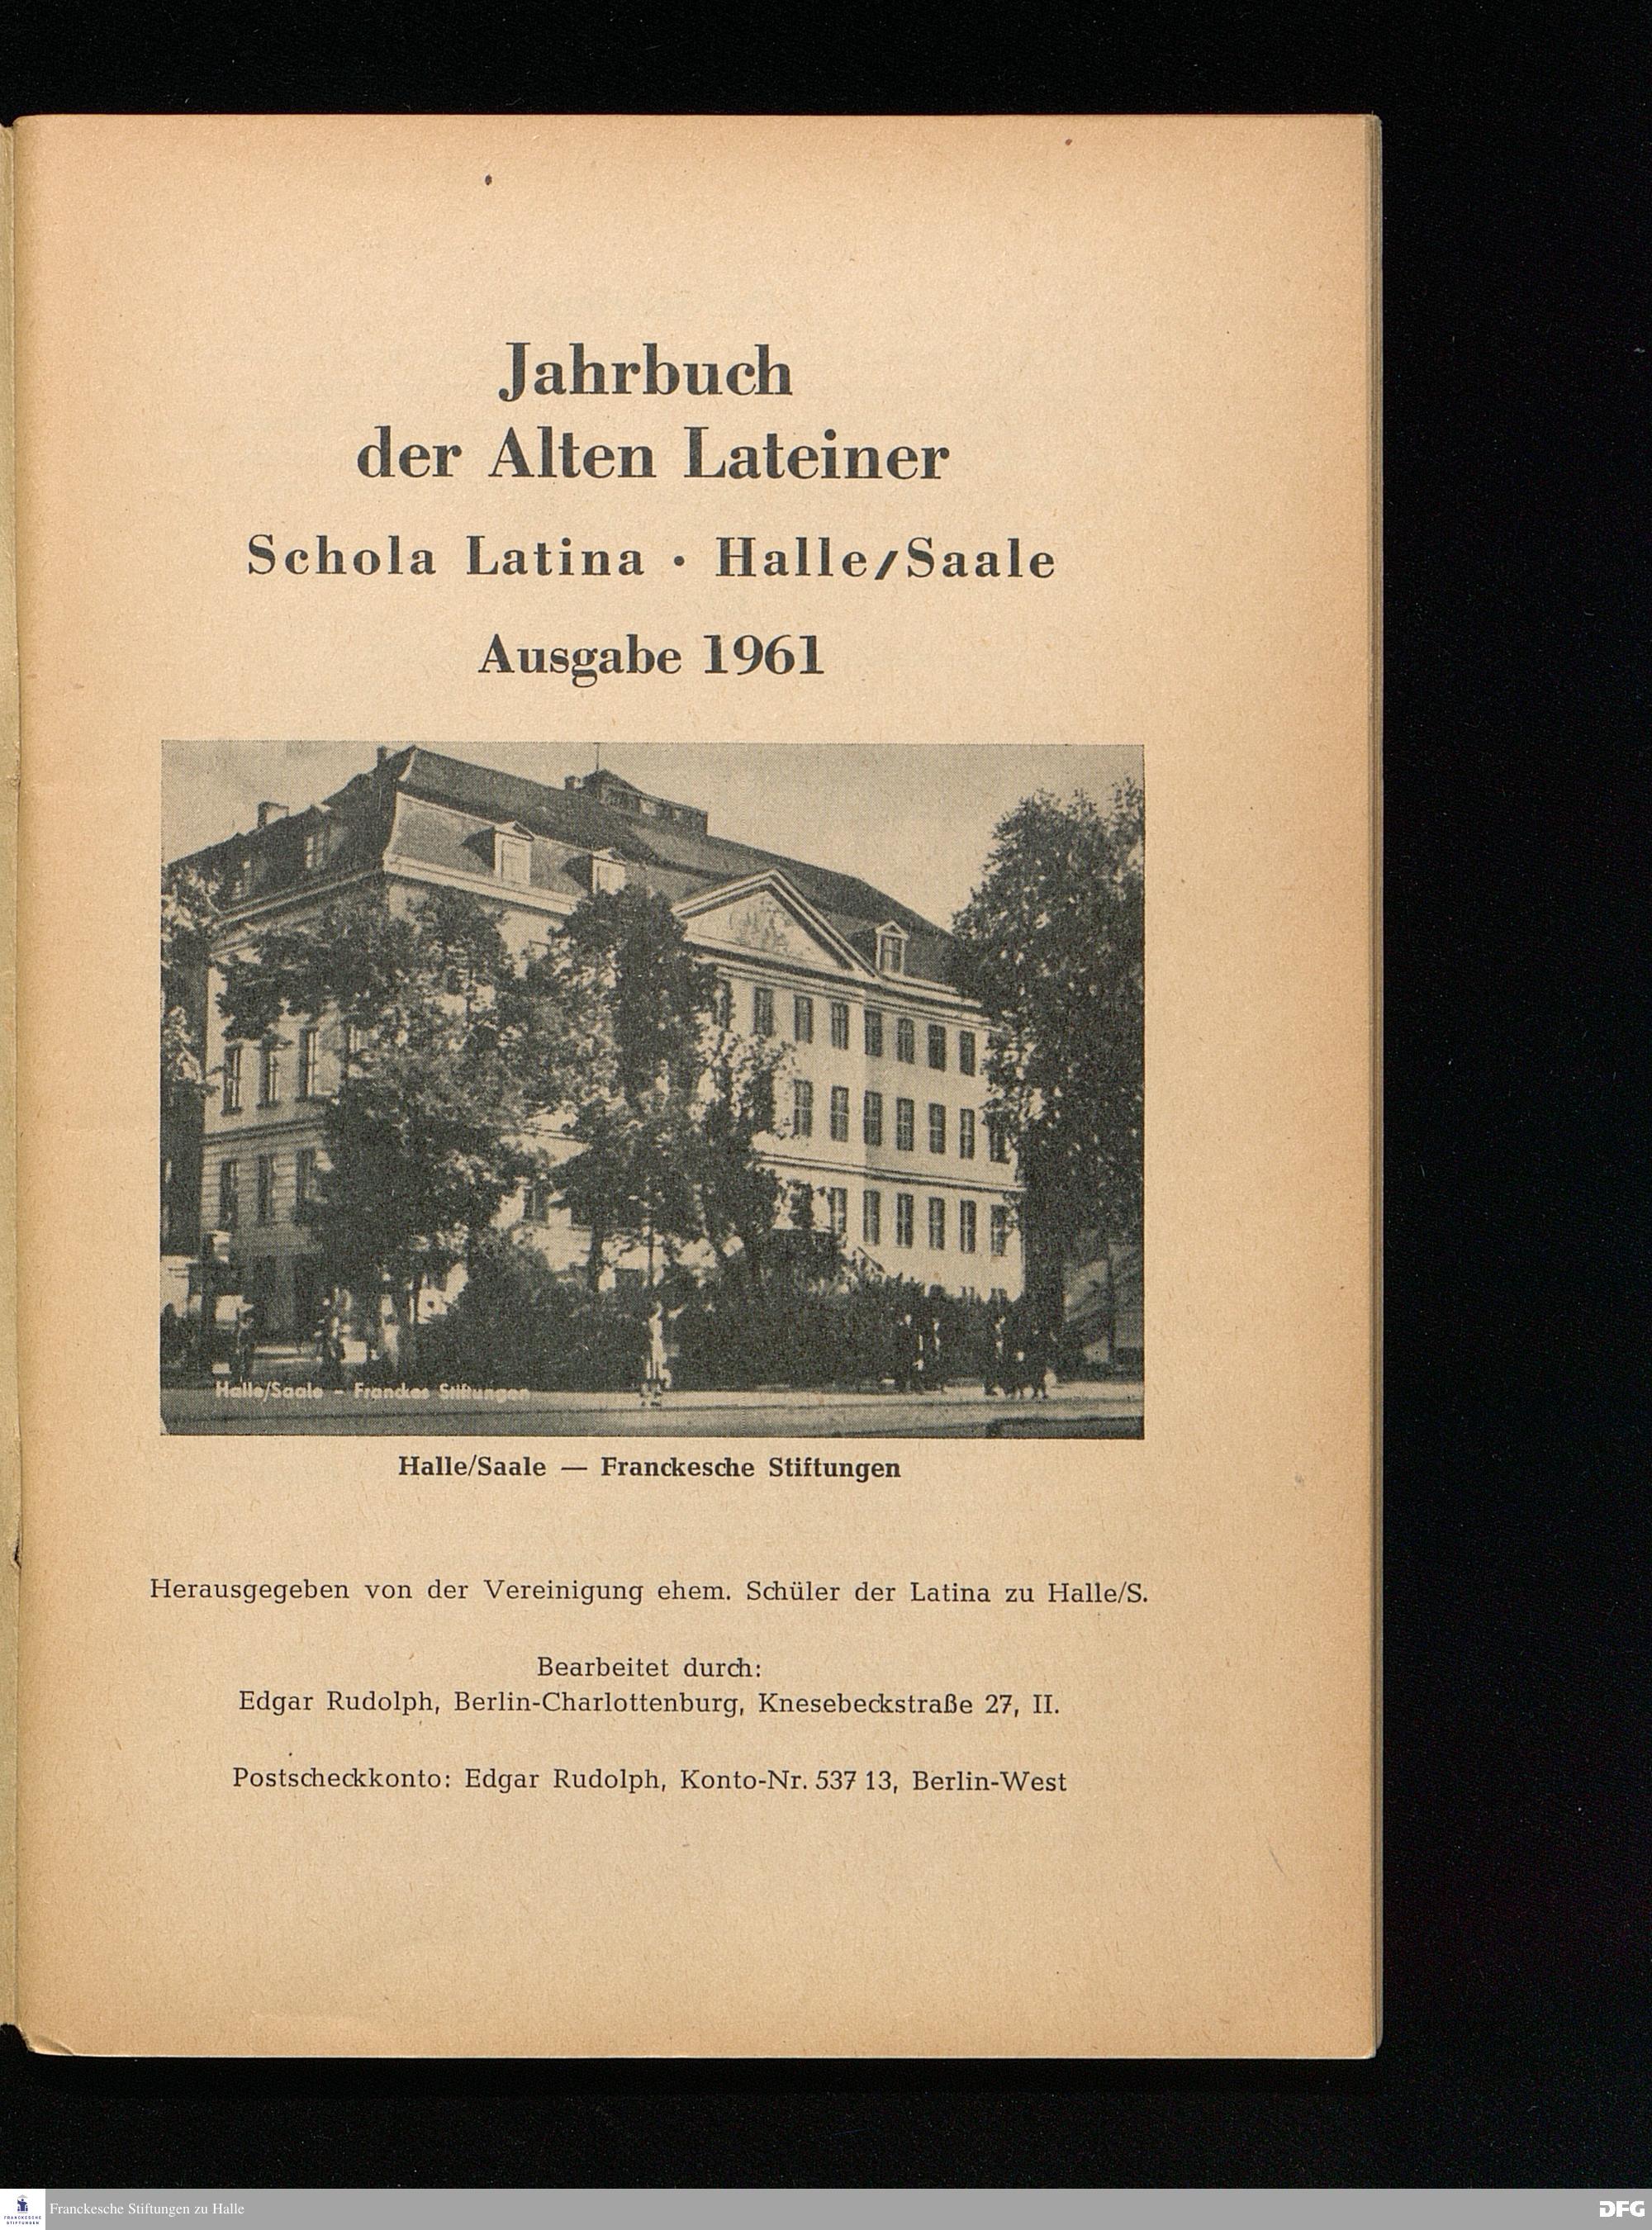 Jahrbuch
der Alten Lateiner
Schola Latina · Halle/Saale
Ausgabe 1961
Halle/Saale – Franckes Stiftungen
Halle/Saale — Franckesche Stiftungen
Herausgegeben von der Vereinigung ehem. Schüler der Latina zu Halle/S.
Bearbeitet durch:
Edgar Rudolph, Berlin-Charlottenburg, Knesebeckstraße 27, II.
Postscheckkonto: Edgar Rudolph, Konto-Nr. 537 13, Berlin-West
FRANCKESCHE
STIFTUNGEN
Franckesche Stiftungen zu Halle
DFG